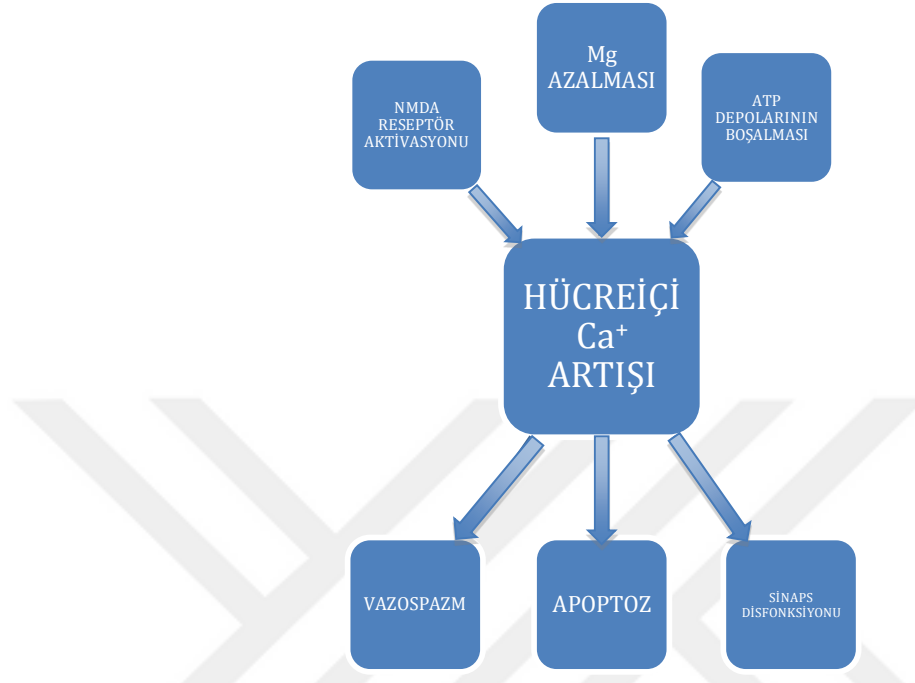 NMDA
RESEPTÖR
AKTİVASYONU
Mg
AZALMASI
ATP
DEPOLARININ
BOŞALMASI
HÜCREİÇİ
Ca⁺
ARTIŞI
VAZOSPAZM
APOPTOZ
SİNAPS
DİSFONKSİYONU